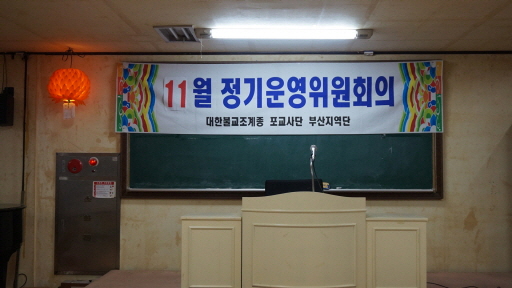 11월 정기운영위원회의
대한불교조계종 포교사단 부산지역단